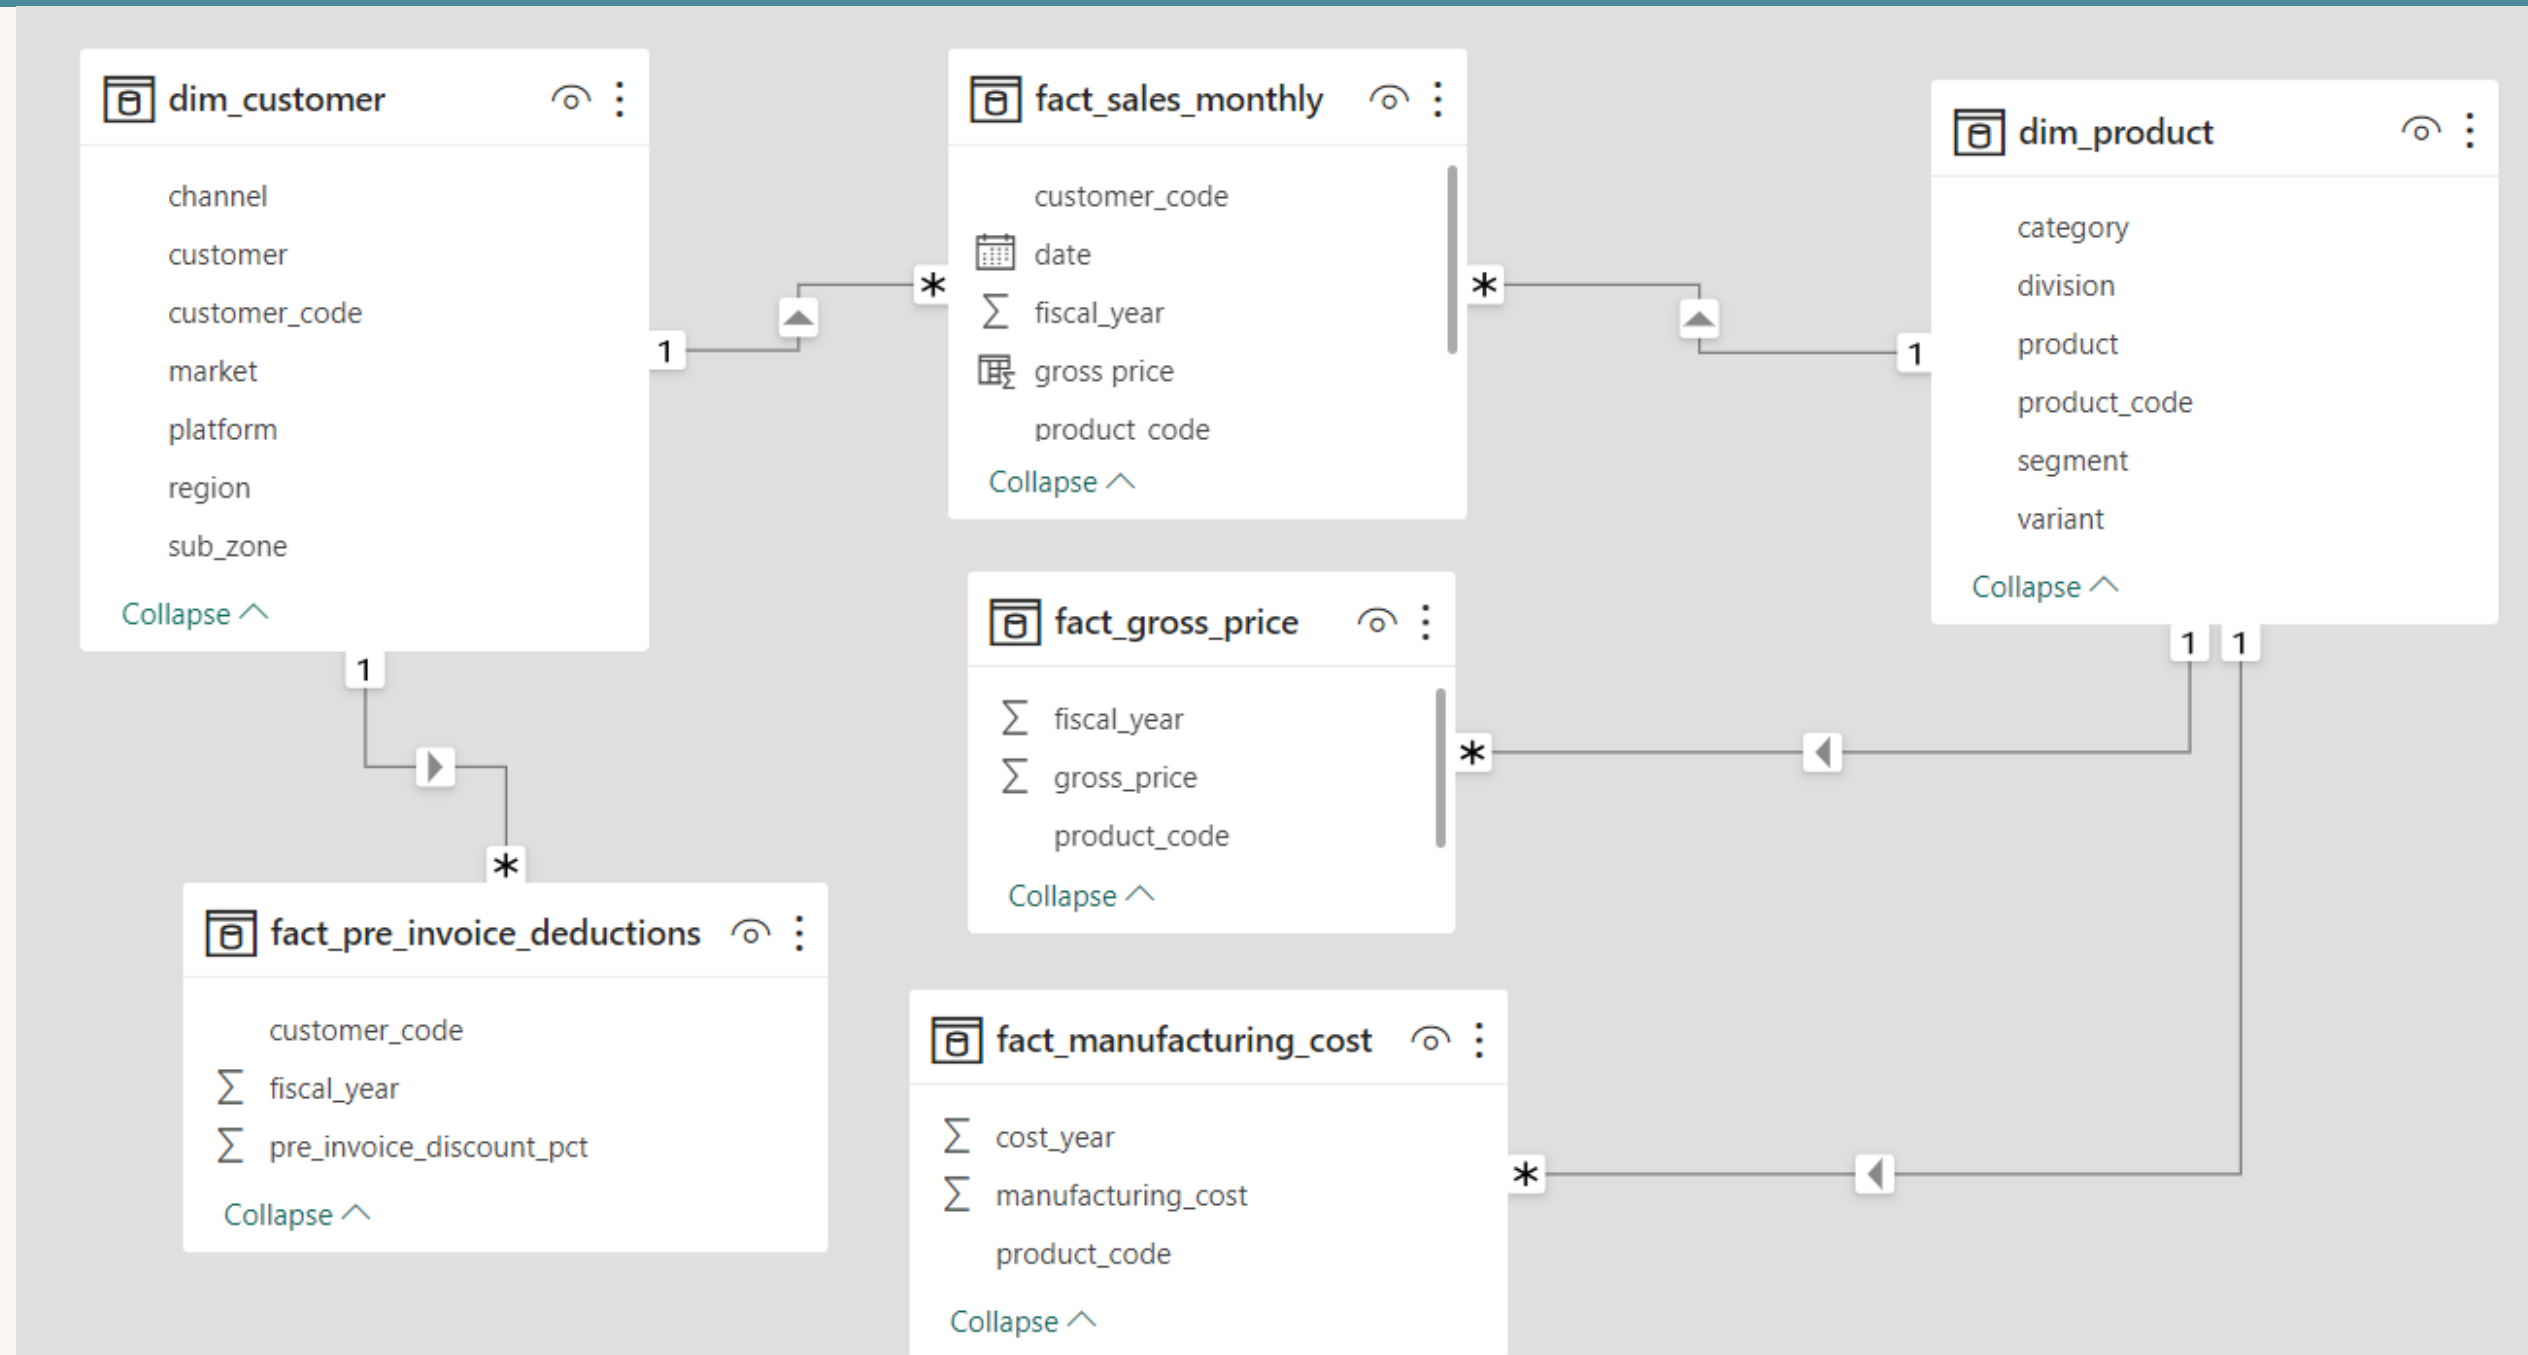 dim_customer
channel
customer
customer_code
market
platform
region
sub_zone
Collapse
1
1
*
fact_sales_monthly
customer_code
date
fiscal_year
gross price
product_code
Collapse
*
1
dim_product
category
division
product
product_code
segment
variant
Collapse
1 1
fact_gross_price
fiscal_year
gross_price
product_code
Collapse
*
*
fact_pre_invoice_deductions
customer_code
Σ fiscal_year
Σ pre_invoice_discount_pct
Collapse
fact_manufacturing_cost
Σ cost_year
Σ manufacturing_cost
product_code
Collapse
*